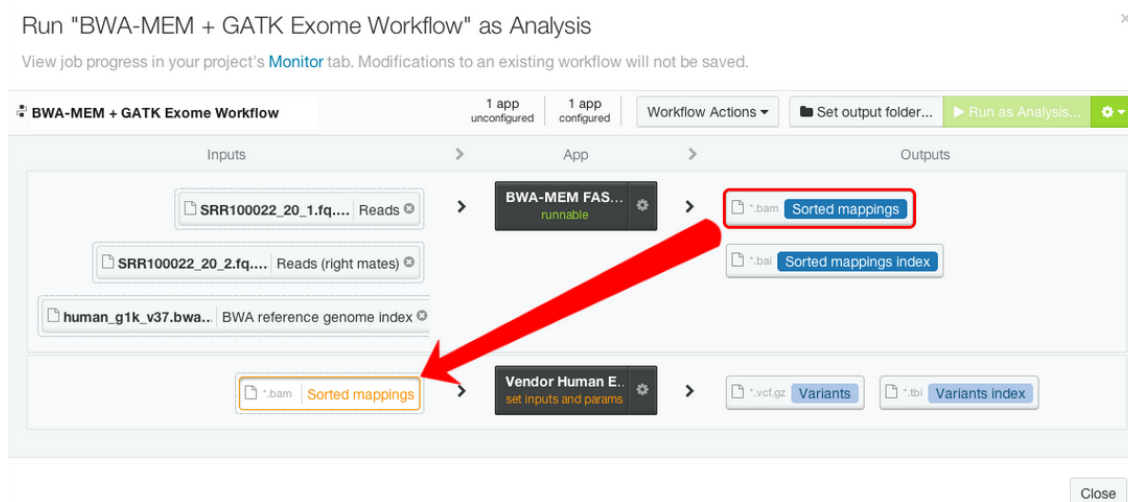 Run "BWA-MEM + GATK Exome Workflow" as Analysis
View job progress in your project's Monitor tab. Modifications to an existing workflow will not be saved.
BWA-MEM + GATK Exome Workflow
1 app unconfigured
1 app configured
Workflow Actions
Set output folder...
Run as Analysis...
Inputs
App
Outputs
SRR100022_20_1.fq.... Reads
BWA-MEM FAS...
runnable
*.bam Sorted mappings
SRR100022_20_2.fq.... Reads (right mates)
*.bai Sorted mappings index
human_g1k_v37.bwa... BWA reference genome index
*.bam Sorted mappings
Vendor Human E..
set inputs and params
*.vcf.gz Variants
*.tbi Variants index
Close